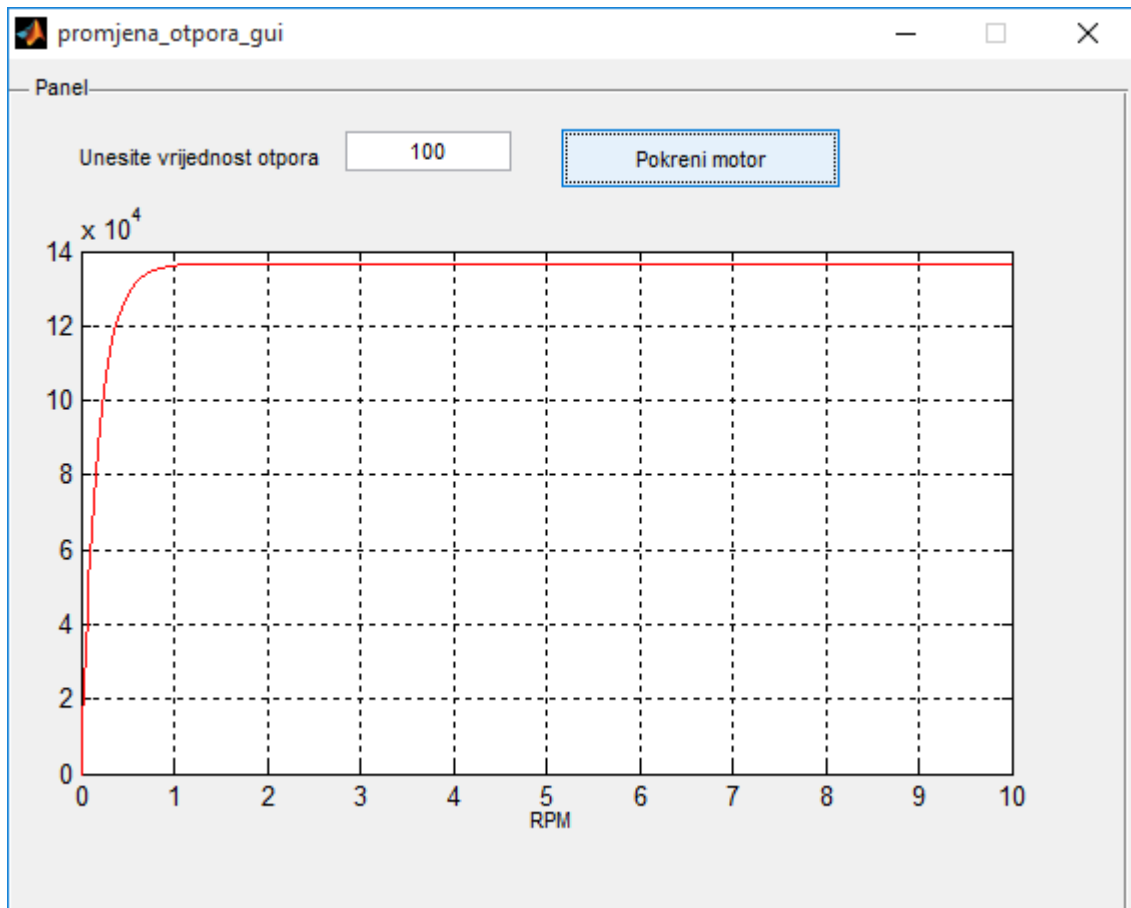 promjena_otpora_gui
Panel
Unesite vrijednost otpora 100 Pokreni motor
x 10^4
14
12
10
8
6
4
2
0
0 1 2 3 4 5 6 7 8 9 10
RPM